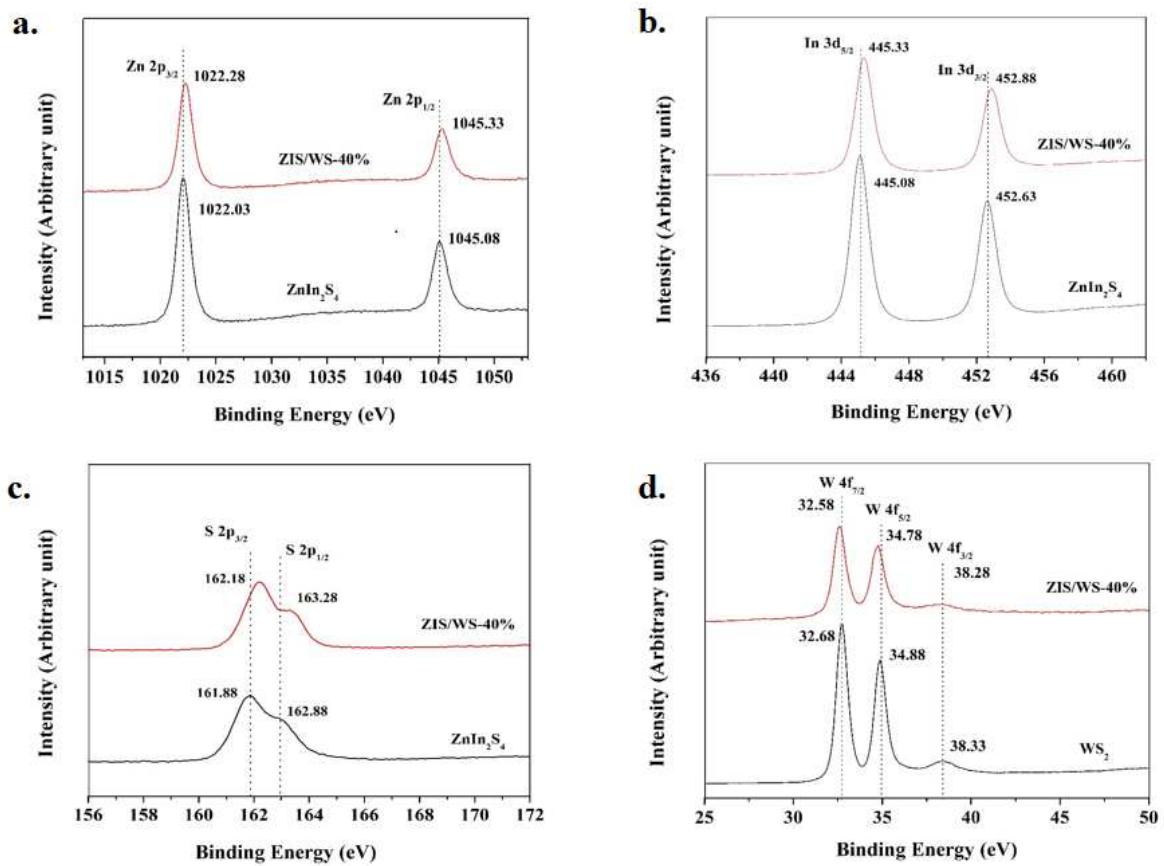 a.
Zn 2p3/2
1022.28
Zn 2p1/2
1045.33
ZIS/WS-40%
1022.03
1045.08
ZnIn2S4
Intensity (Arbitrary unit)
1015 1020 1025 1030 1035 1040 1045 1050
Binding Energy (eV)
b.
In 3d5/2
445.33
In 3d3/2
452.88
ZIS/WS-40%
445.08
452.63
ZnIn2S4
Intensity (Arbitrary unit)
436 440 444 448 452 456 460
Binding Energy (eV)
c.
S 2p3/2
S 2p1/2
162.18
163.28
ZIS/WS-40%
161.88
162.88
ZnIn2S4
Intensity (Arbitrary unit)
156 158 160 162 164 166 168 170 172
Binding Energy (eV)
d.
W 4f7/2
32.58
W 4f5/2
34.78
W 4f3/2
38.28
ZIS/WS-40%
32.68
34.88
38.33
WS2
Intensity (Arbitrary unit)
25 30 35 40 45 50
Binding Energy (eV)